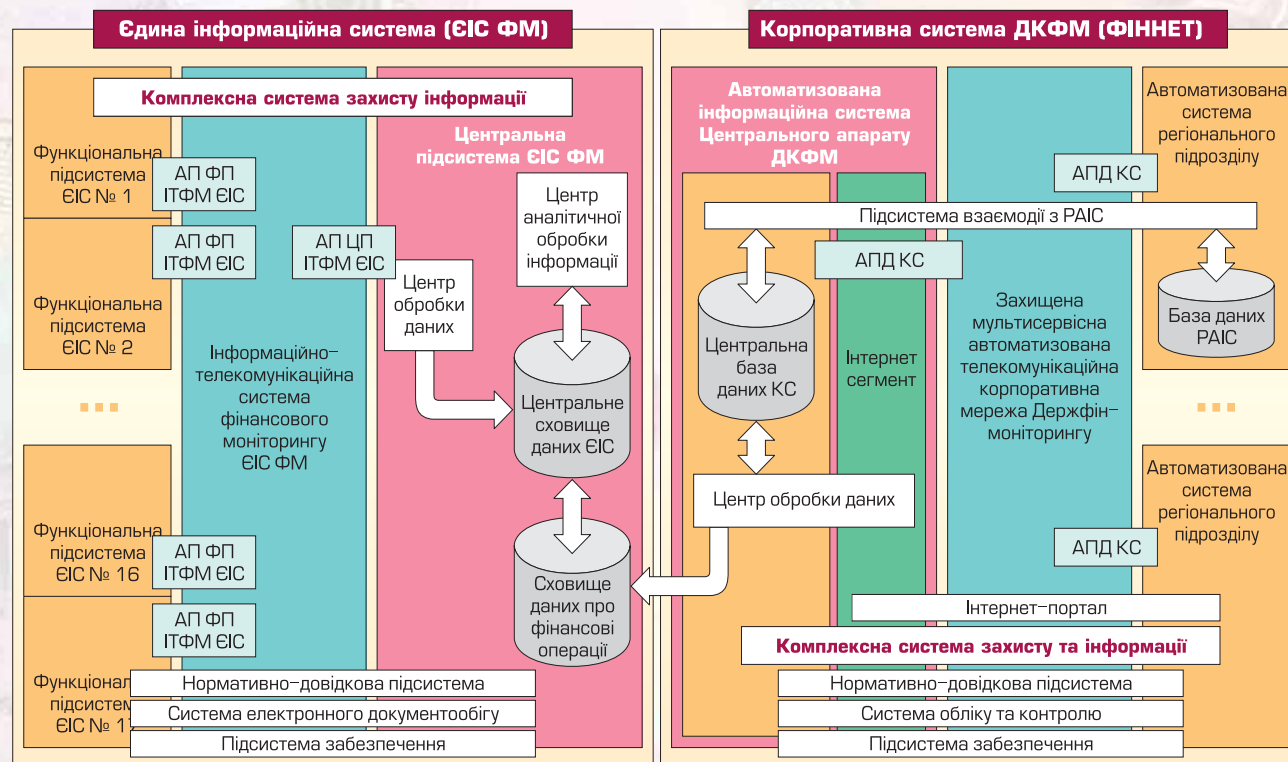 Єдина інформаційна система (ЄІС ФМ)
Комплексна система захисту інформації
Функціональна
підсистема
ЄІС № 1
АП ФП
ІТФМ ЄІС
АП ФП
ІТФМ ЄІС
Функціональна
підсистема
ЄІС № 2
Функціональна
підсистема
ЄІС № 16
АП ФП
ІТФМ ЄІС
АП ФП
ІТФМ ЄІС
Функціонал
підсистем
ЄІС № 1
Інформаційно–
телекомунікаційна
система
фінансового
моніторингу
ЄІС ФМ
АП ЦП
ІТФМ ЄІС
Центральна
підсистема ЄІС ФМ
Центр
обробки
даних
Центр
аналітичної
обробки
інформації
Центральне
сховище
даних ЄІС
Сховище
даних про
фінансові
операції
Нормативно–довідкова підсистема
Система електронного документообігу
Підсистема забезпечення
Корпоративна система ДКФМ (ФІННЕТ)
Автоматизована
інформаційна система
Центрального апарату
ДКФМ
Автоматизована
система
регіонального
підрозділу
АПД КС
Підсистема взаємодії з РАІС
АПД КС
Центральна
база
даних КС
Інтернет
сегмент
Захищена
мультисервісна
автоматизована
телекомунікаційна
корпоративна
мережа Держфін–
моніторингу
База даних
РАІС
Центр обробки даних
Автоматизована
система
регіонального
підрозділу
АПД КС
Інтернет–портал
Комплексна система захисту та інформації
Нормативно–довідкова підсистема
Система обліку та контролю
Підсистема забезпечення